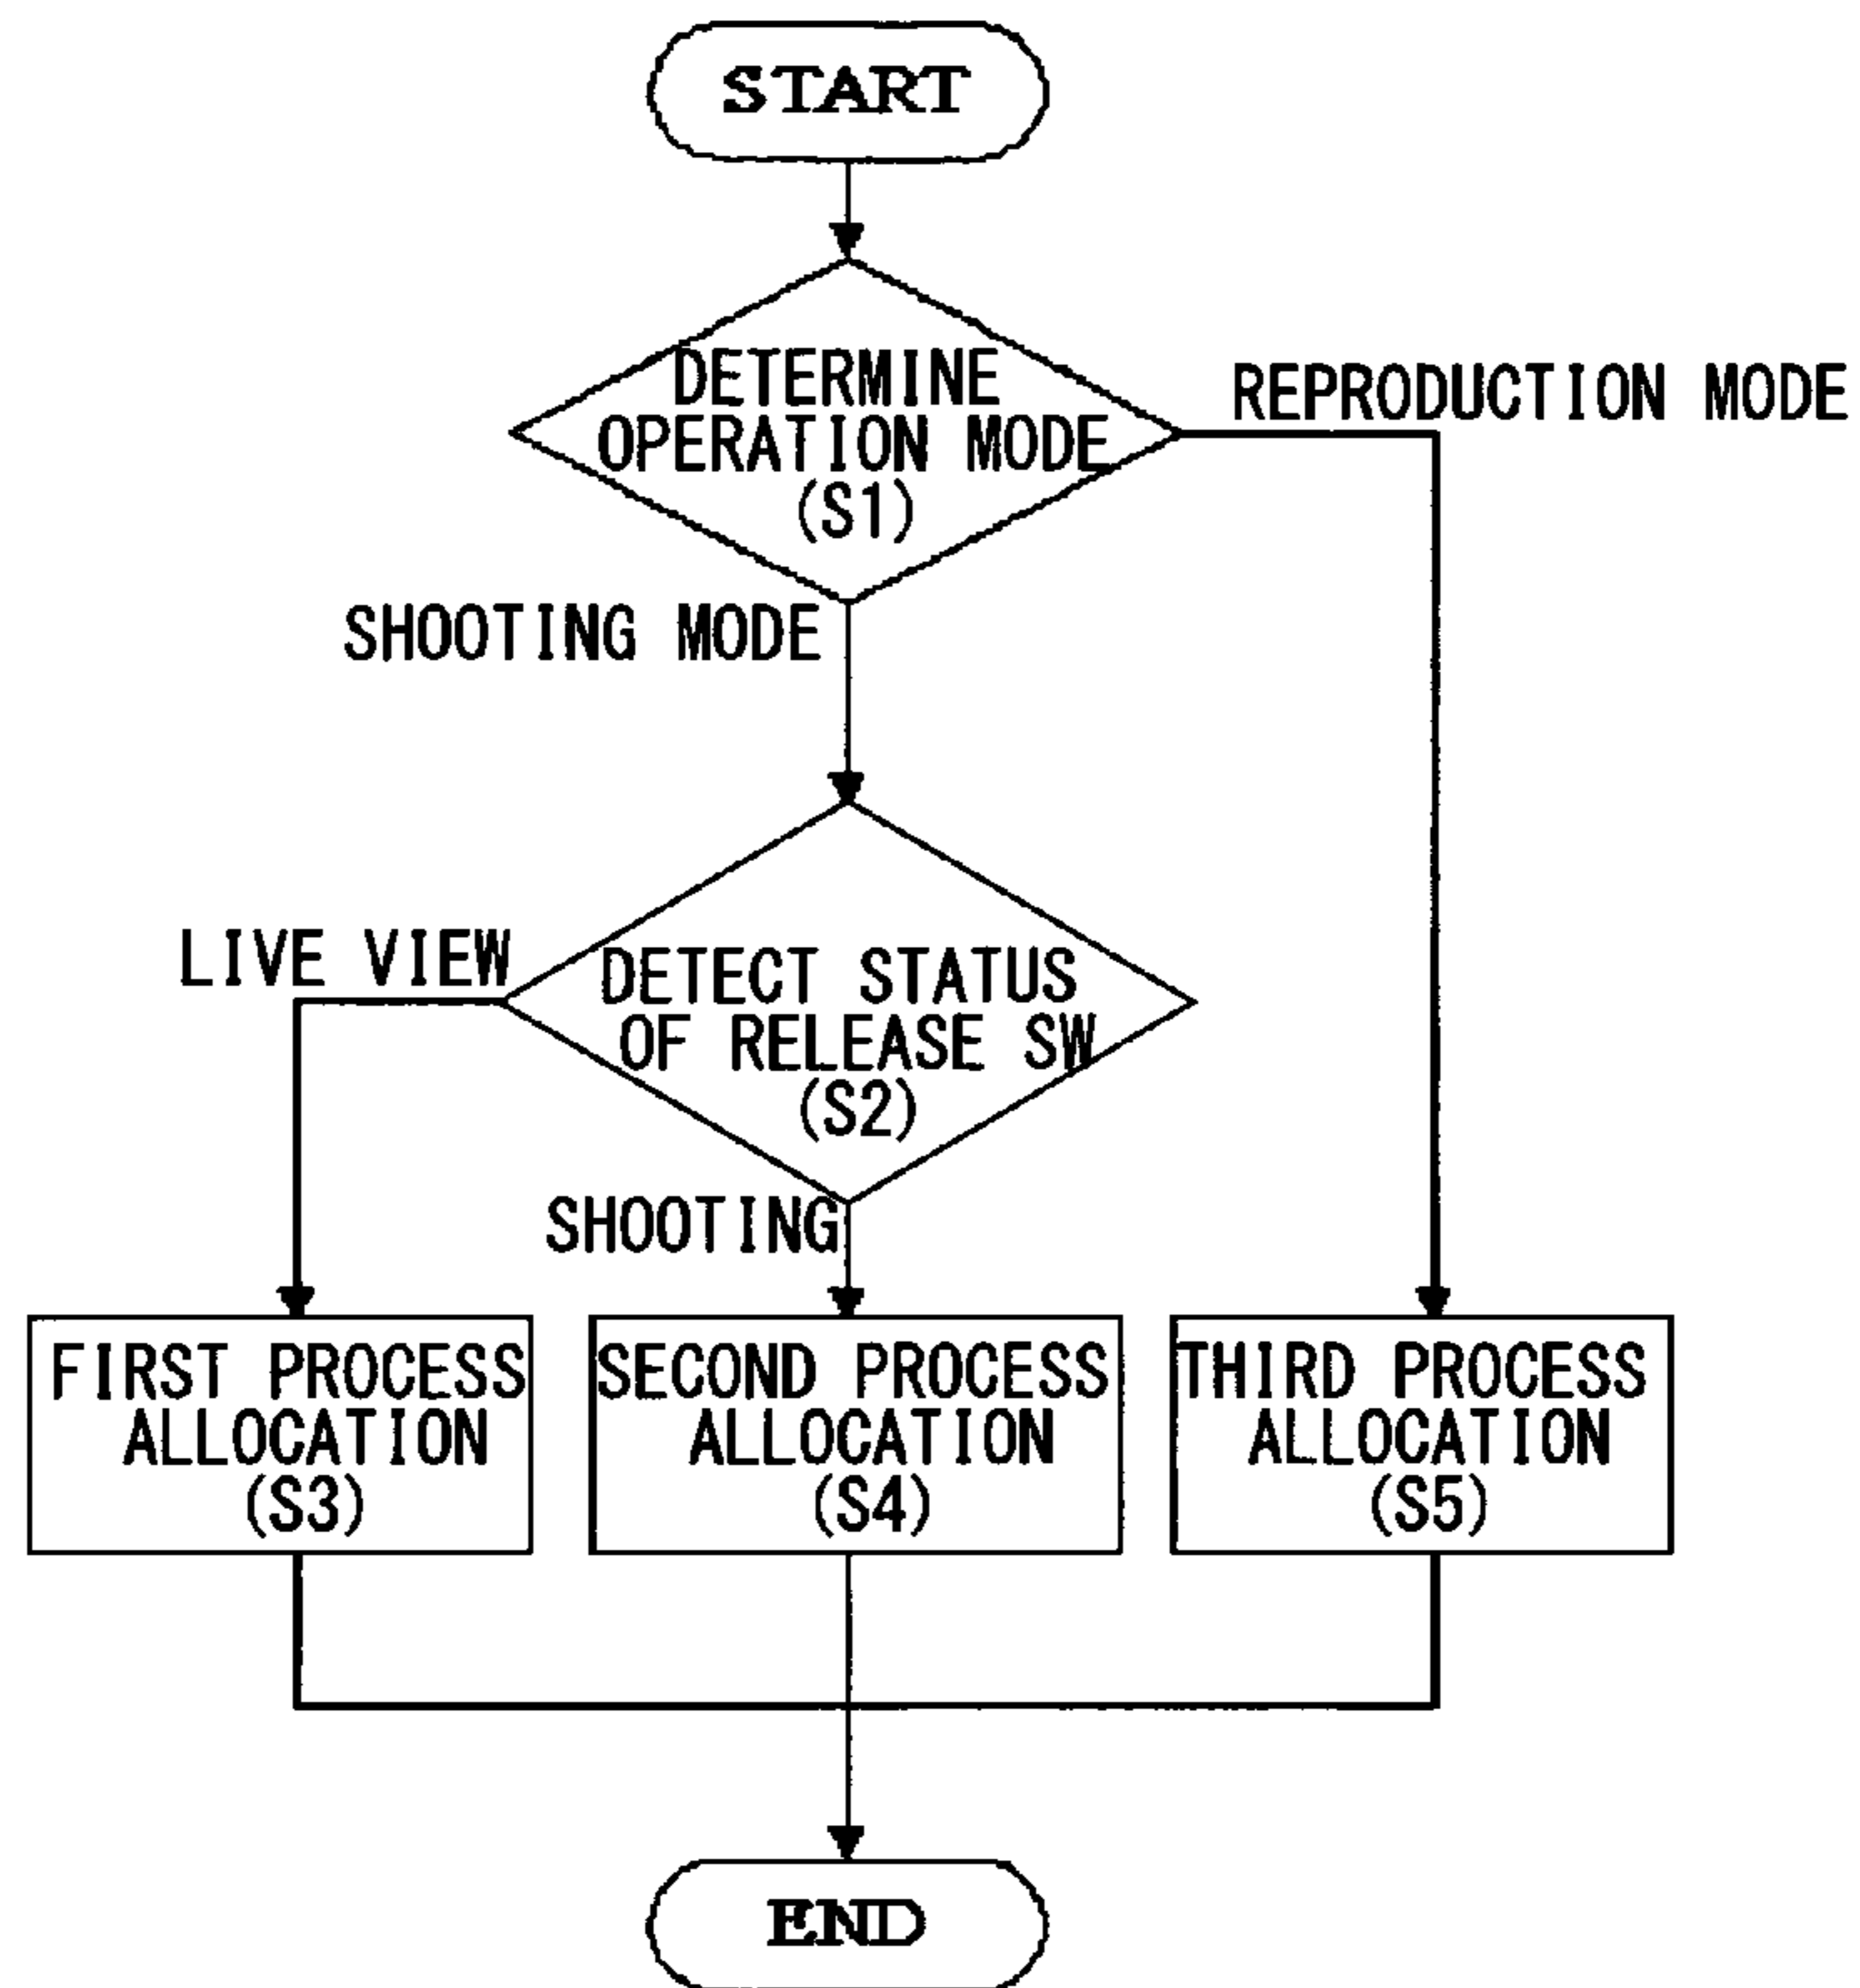 START
DETERMINE
OPERATION MODE
(S1)
REPRODUCTION MODE
SHOOTING MODE
LIVE VIEW
DETECT STATUS
OF RELEASE SW
(S2)
SHOOTING
FIRST PROCESS
ALLOCATION
(S3)
SECOND PROCESS
ALLOCATION
(S4)
THIRD PROCESS
ALLOCATION
(S5)
END